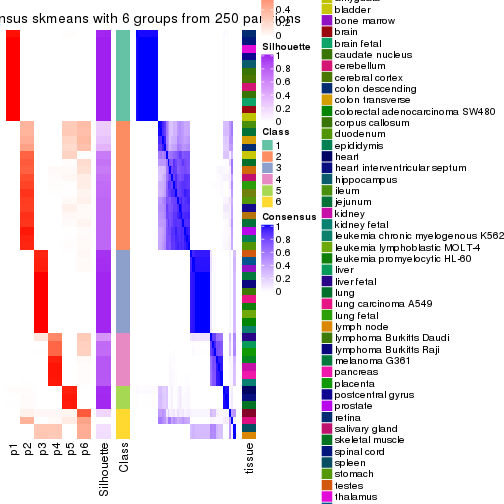 nsus skmeans with 6 groups from 250 partitions
0.4
0.2
0
Silhouette
1
0.8
0.6
0.4
0.2
0
Class
1
2
3
4
5
6
Consensus
1
0.8
0.6
0.4
0.2
0
bladder
bone marrow
brain
brain fetal
caudate nucleus
cerebellum
cerebral cortex
colon descending
colon transverse
colorectal adenocarcinoma SW480
corpus callosum
duodenum
epididymis
heart
heart interventricular septum
hippocampus
ileum
jejunum
kidney
kidney fetal
leukemia chronic myelogenous K562
leukemia lymphoblastic MOLT-4
leukemia promyelocytic HL-60
liver
liver fetal
lung
lung carcinoma A549
lung fetal
lymph node
lymphoma Burkitts Daudi
lymphoma Burkitts Raji
melanoma G361
pancreas
placenta
postcentral gyrus
prostate
retina
salivary gland
skeletal muscle
spinal cord
spleen
stomach
testes
thalamus
p1
p2
p3
p4
p5
p6
Silhouette
Class
tissue